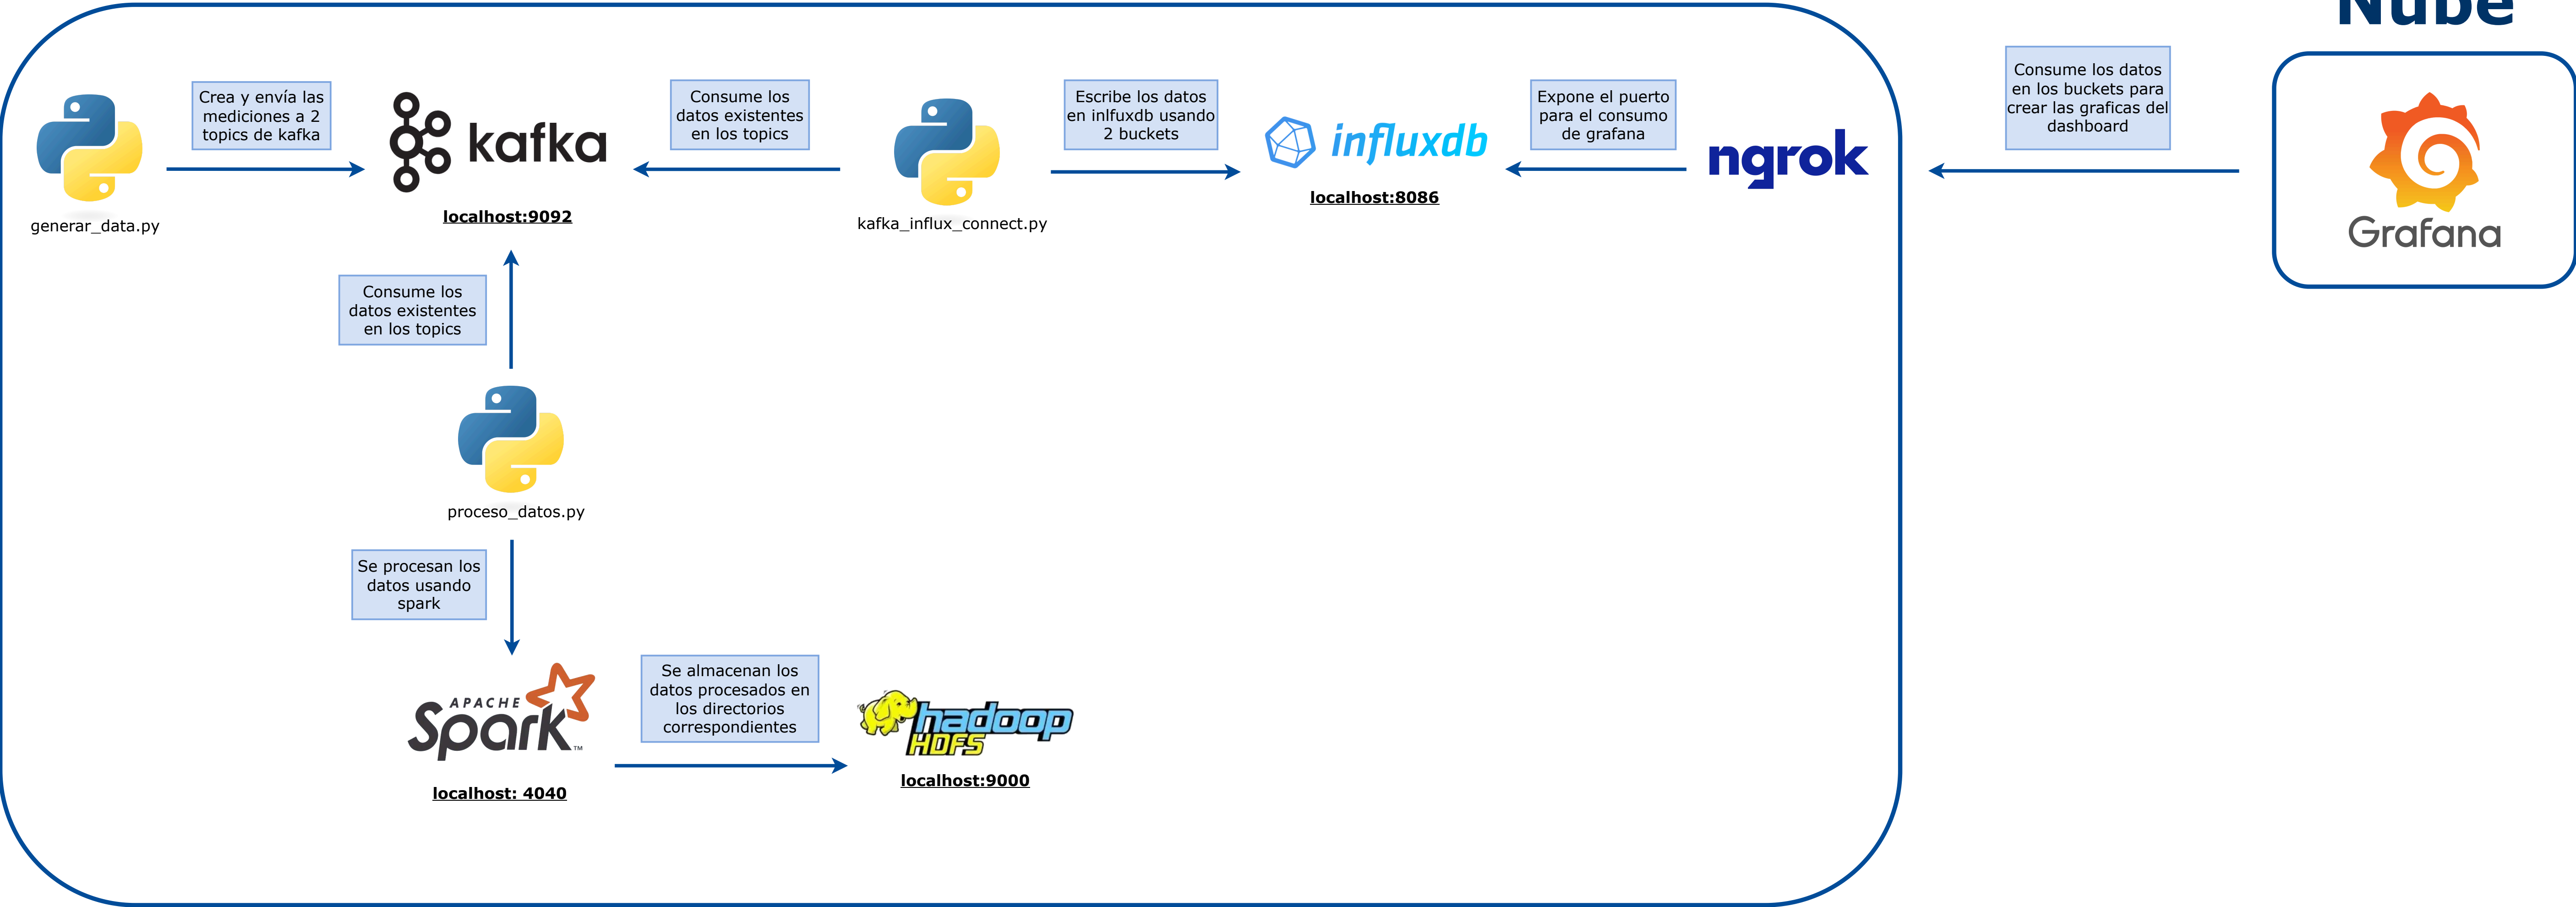 Nube
Crea y envía las
mediciones a 2
topics de kafka
Consume los
datos existentes
en los topics
Escribe los datos
en inlfuxdb usando
2 buckets
Expone el puerto
para el consumo
de grafana
Consume los datos
en los buckets para
crear las graficas del
dashboard
kafka
influxdb
ngrok
Grafana
generar_data.py
localhost:9092
kafka_influx_connect.py
localhost:8086
Consume los
datos existentes
en los topics
proceso_datos.py
Se procesan los
datos usando
spark
APACHE
Spark™
localhost: 4040
Se almacenan los
datos procesados en
los directorios
correspondientes
hadoop
HDFS
localhost:9000